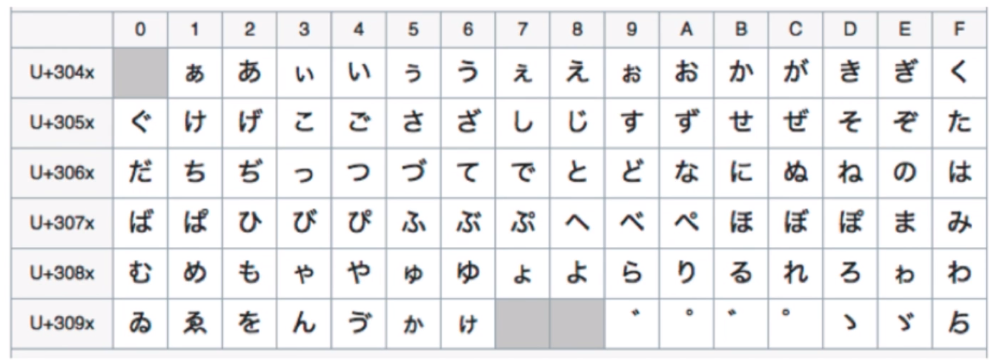 0 1 2 3 4 5 6 7 8 9 A B C D E F
U+304x ぁ あ ぃ い ぅ う ぇ え ぉ お か が き ぎ く
U+305x ぐ け げ こ ご さ ざ し じ す ず せ ぜ そ ぞ た
U+306x だ ち ぢ っ つ づ て で と ど な に ぬ ね の は
U+307x ば ぱ ひ び ぴ ふ ぶ ぷ へ べ ぺ ほ ぼ ぽ ま み
U+308x む め も ゃ や ゅ ゆ ょ よ ら り る れ ろ ゎ わ
U+309x ゐ ゑ を ん ゔ ゕ ゖ ゙ ゚ ゛ ゜ ゝ ゞ ゟ